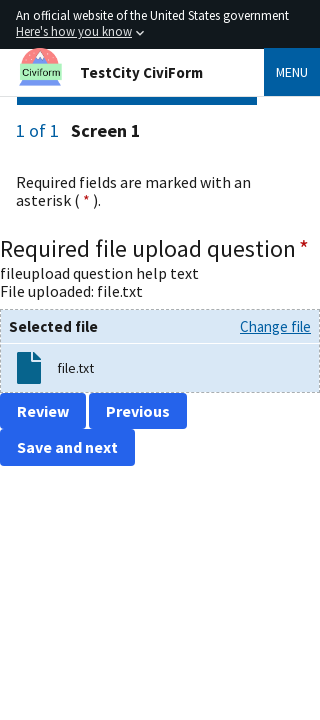 An official website of the United States government
Here's how you know
Civiform
TestCity CiviForm
MENU
1 of 1 Screen 1
Required fields are marked with an
asterisk ( * ).
Required file upload question *
fileupload question help text
File uploaded: file.txt
Selected file
Change file
file.txt
Review
Previous
Save and next